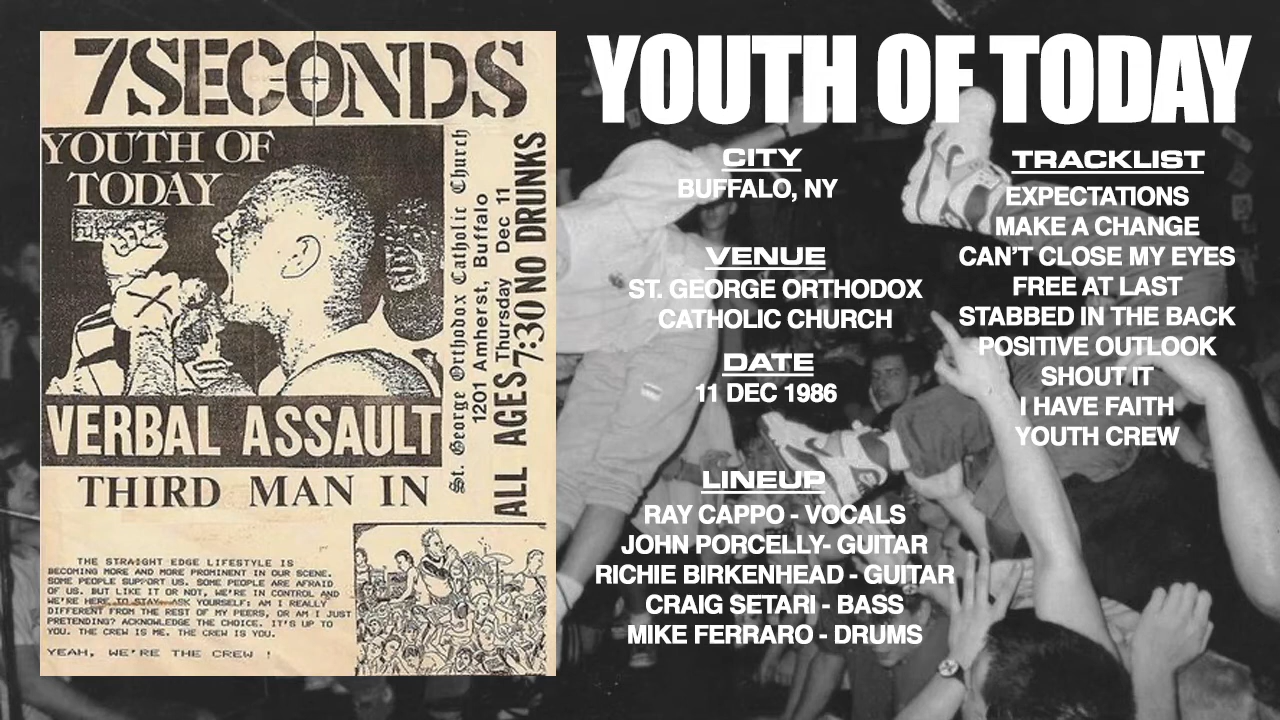 7SECONDS
YOUTH OF
TODAY
VERBAL ASSAULT
THIRD MAN IN
St. George Orthodox Catholic Church
1201 Amherst, Buffalo
Thursday Dec 11
ALL AGES 7:30 NO DRUNKS
THE STRAIGHT EDGE LIFESTYLE IS
BECOMING MORE AND MORE PROMINENT IN OUR SCENE.
SOME PEOPLE SUPPORT US. SOME PEOPLE ARE AFRAID
OF US. BUT LIKE IT OR NOT, WE'RE IN CONTROL AND
WE'RE HERE TO STAY. ASK YOURSELF: AM I REALLY
DIFFERENT FROM THE REST OF MY PEERS, OR AM I JUST
PRETENDING? ACKNOWLEDGE THE CHOICE. IT'S UP TO
YOU. THE CREW IS ME. THE CREW IS YOU.
YEAH, WE'RE THE CREW !
YOUTH OF TODAY
CITY
BUFFALO, NY
VENUE
ST. GEORGE ORTHODOX
CATHOLIC CHURCH
DATE
11 DEC 1986
LINEUP
RAY CAPPO - VOCALS
JOHN PORCELLY- GUITAR
RICHIE BIRKENHEAD - GUITAR
CRAIG SETARI - BASS
MIKE FERRARO - DRUMS
TRACKLIST
EXPECTATIONS
MAKE A CHANGE
CAN'T CLOSE MY EYES
FREE AT LAST
STABBED IN THE BACK
POSITIVE OUTLOOK
SHOUT IT
I HAVE FAITH
YOUTH CREW